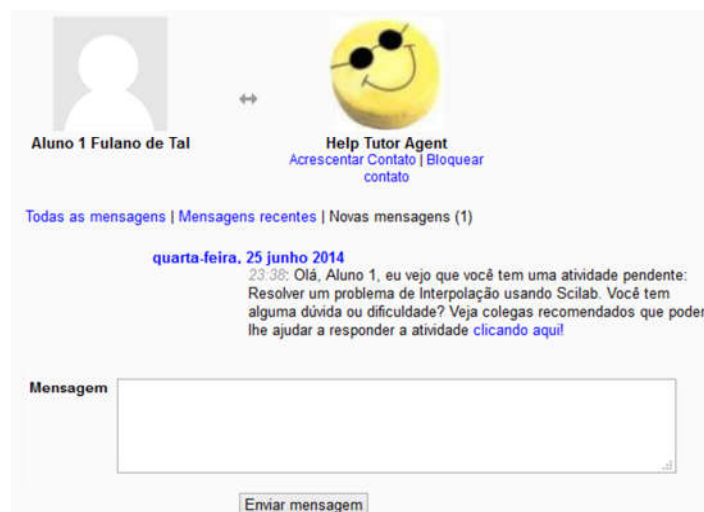 Aluno 1 Fulano de Tal
Help Tutor Agent
Acrescentar Contato | Bloquear
contato
Todas as mensagens | Mensagens recentes | Novas mensagens (1)
quarta-feira, 25 junho 2014
23:38: Olá, Aluno 1, eu vejo que você tem uma atividade pendente:
Resolver um problema de Interpolação usando Scilab. Você tem
alguma dúvida ou dificuldade? Veja colegas recomendados que poder
lhe ajudar a responder a atividade clicando aqui!
Mensagem
Enviar mensagem